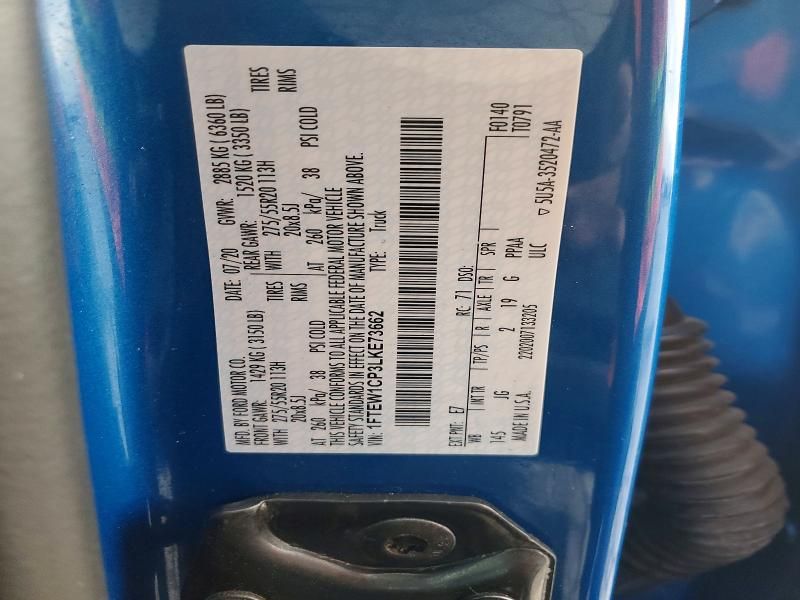 MFD. BY FORD MOTOR CO.
DATE: 07/20 GVWR: 2885 KG ( 6360 LB)
FRONT GAWR: 1429 KG ( 3150 LB) REAR GAWR: 1520 KG ( 3350 LB)
WITH 275/55R20 113H TIRES WITH 275/55R20 113H TIRES
20x8.5J RIMS 20x8.5J RIMS
AT 260 kPa/ 38 PSI COLD AT 260 kPa/ 38 PSI COLD
THIS VEHICLE CONFORMS TO ALL APPLICABLE FEDERAL MOTOR VEHICLE
SAFETY STANDARDS IN EFFECT ON THE DATE OF MANUFACTURE SHOWN ABOVE.
VIN: 1FTEW1CP3LKE73662 TYPE: Truck
F0140
T0791
EXT PNT: E7 RC: 71 DSO:
WB INT TR TP/PS R AXLE TR SPR
145 JG 2 19 G PPAA
MADE IN U.S.A. 2202007133205 ULC
▽ 5U5A-3520472-AA